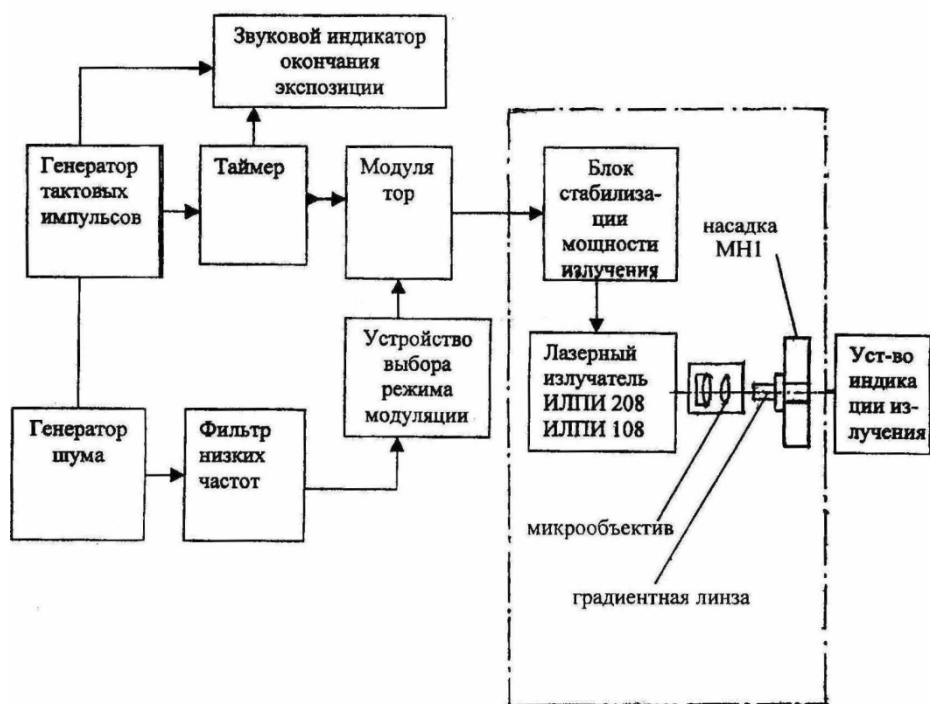 Звуковой индикатор
окончания
экспозиции
Генератор
тактовых
импульсов
Таймер
Модуля
тор
Блок
стабилиза-
ции
мощности
излучения
насадка
МН1
Устройство
выбора
режима
модуляции
Лазерный
излучатель
ИЛПИ 208
ИЛПИ 108
Уст-во
индика
ции из-
лучения
Генератор
шума
Фильтр
низких
частот
микрообъектив
градиентная линза